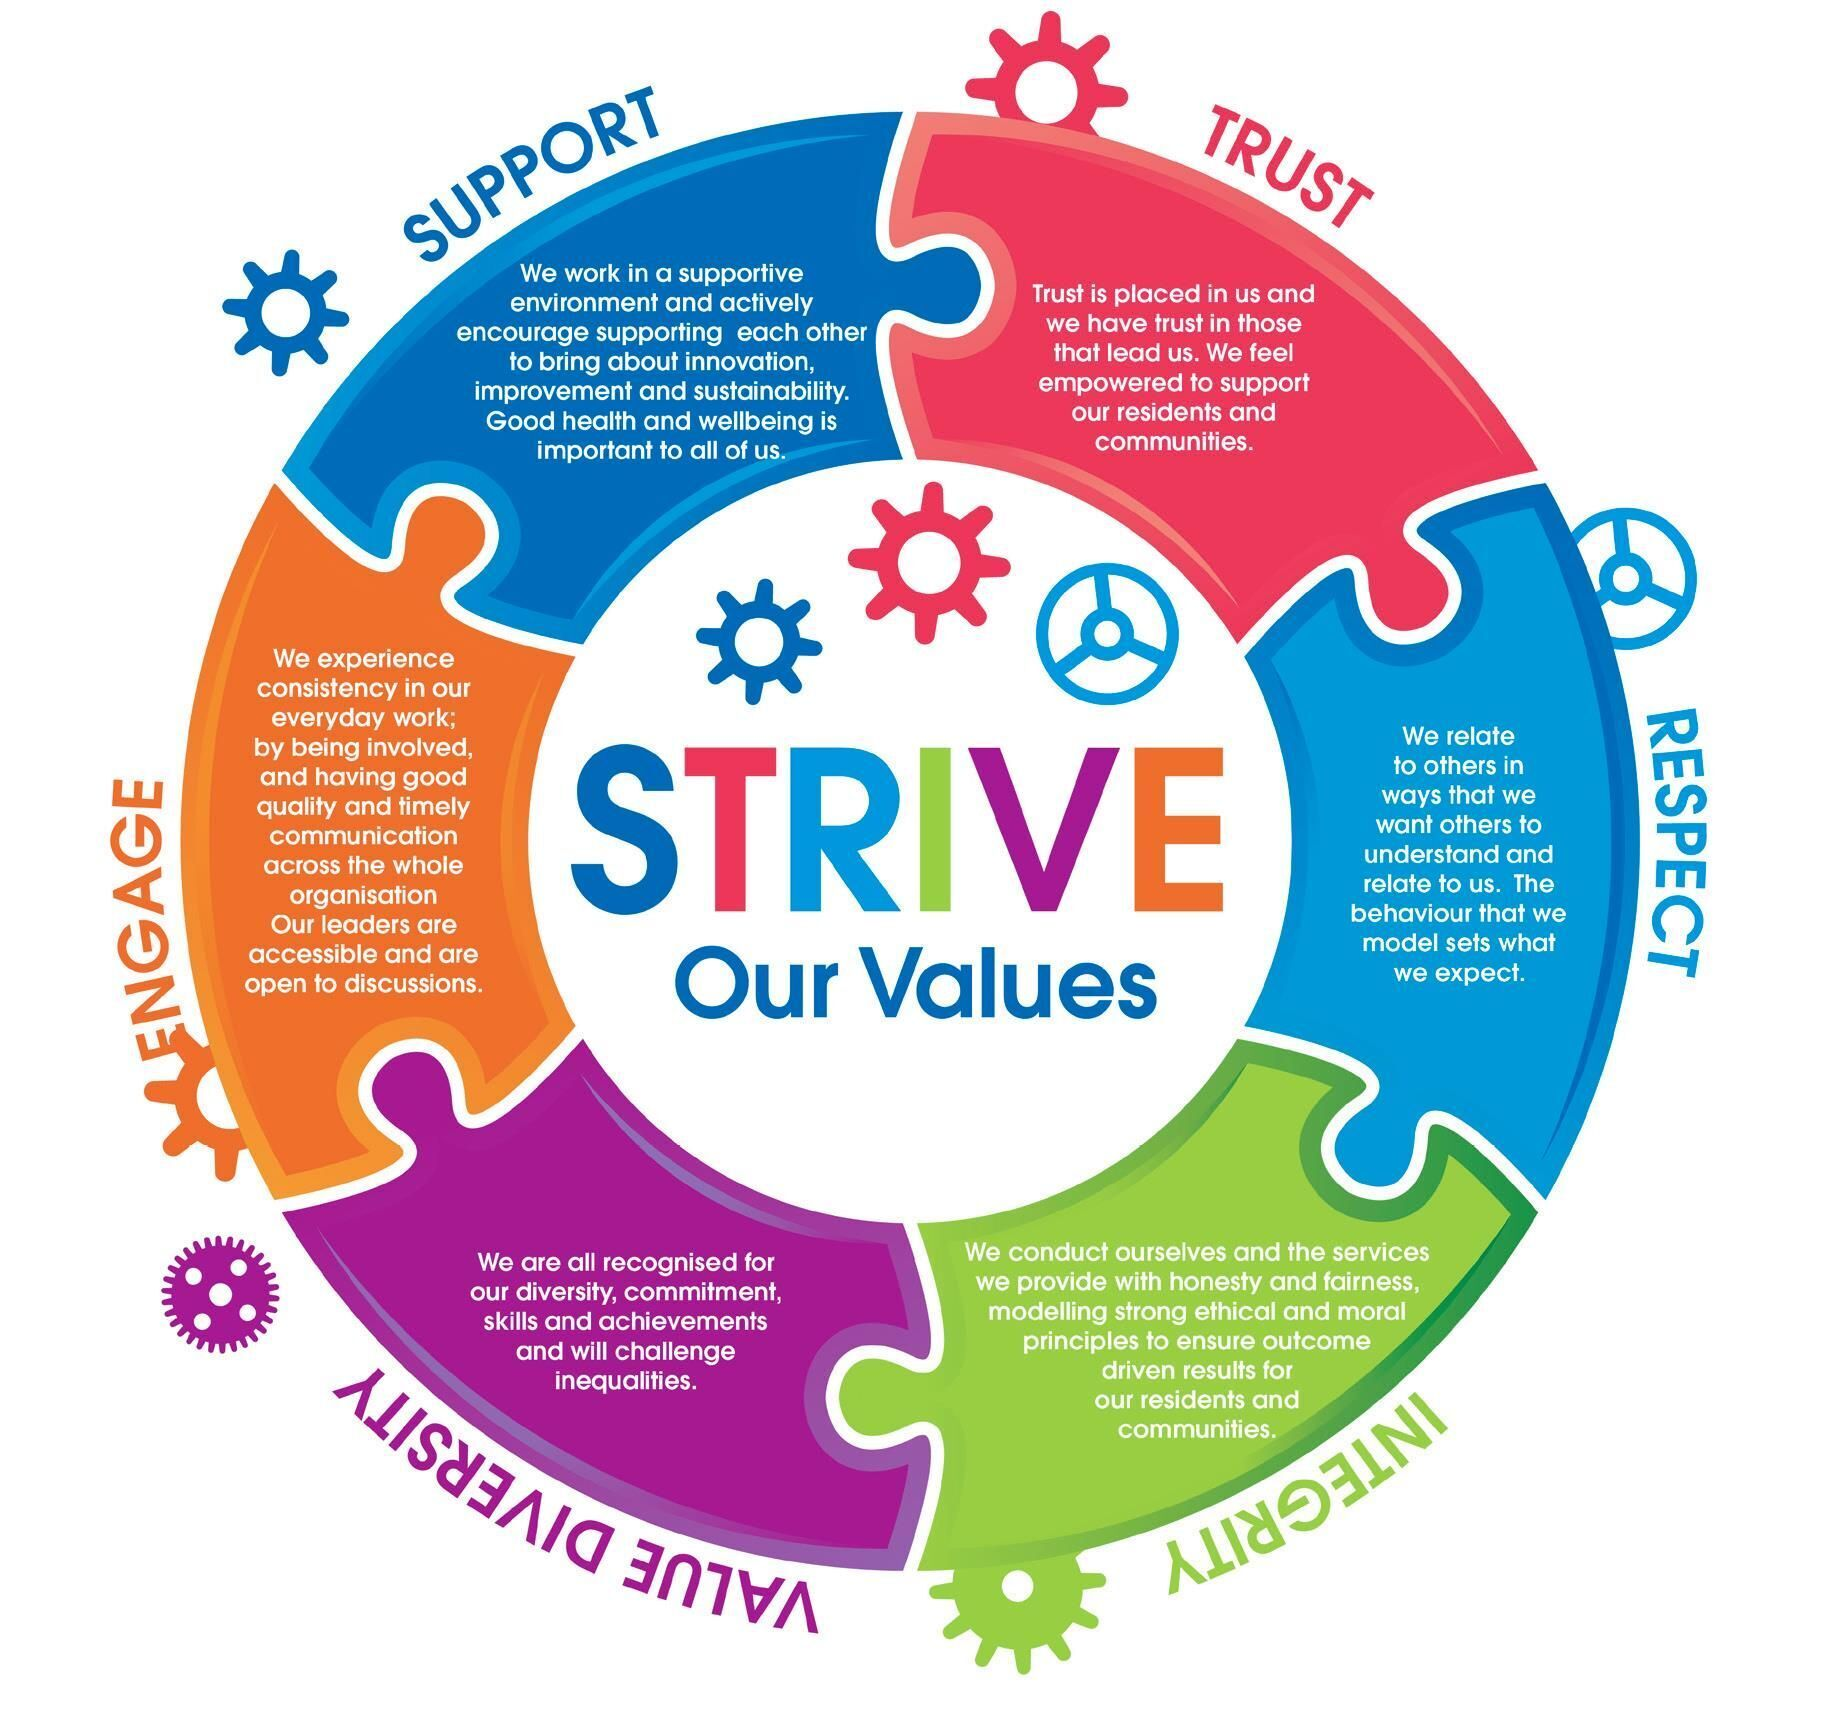 STRIVE
Our Values
SUPPORT
We work in a supportive
environment and actively
encourage supporting each other
to bring about innovation,
improvement and sustainability.
Good health and wellbeing is
important to all of us.
TRUST
Trust is placed in us and
we have trust in those
that lead us. We feel
empowered to support
our residents and
communities.
RESPECT
We relate
to others in
ways that we
want others to
understand and
relate to us. The
behaviour that we
model sets what
we expect.
INTEGRITY
We conduct ourselves and the services
we provide with honesty and fairness,
modelling strong ethical and moral
principles to ensure outcome
driven results for
our residents and
communities.
VALUE DIVERSITY
We are all recognised for
our diversity, commitment,
skills and achievements
and will challenge
inequalities.
ENGAGE
We experience
consistency in our
everyday work;
by being involved,
and having good
quality and timely
communication
across the whole
organisation
Our leaders are
accessible and are
open to discussions.